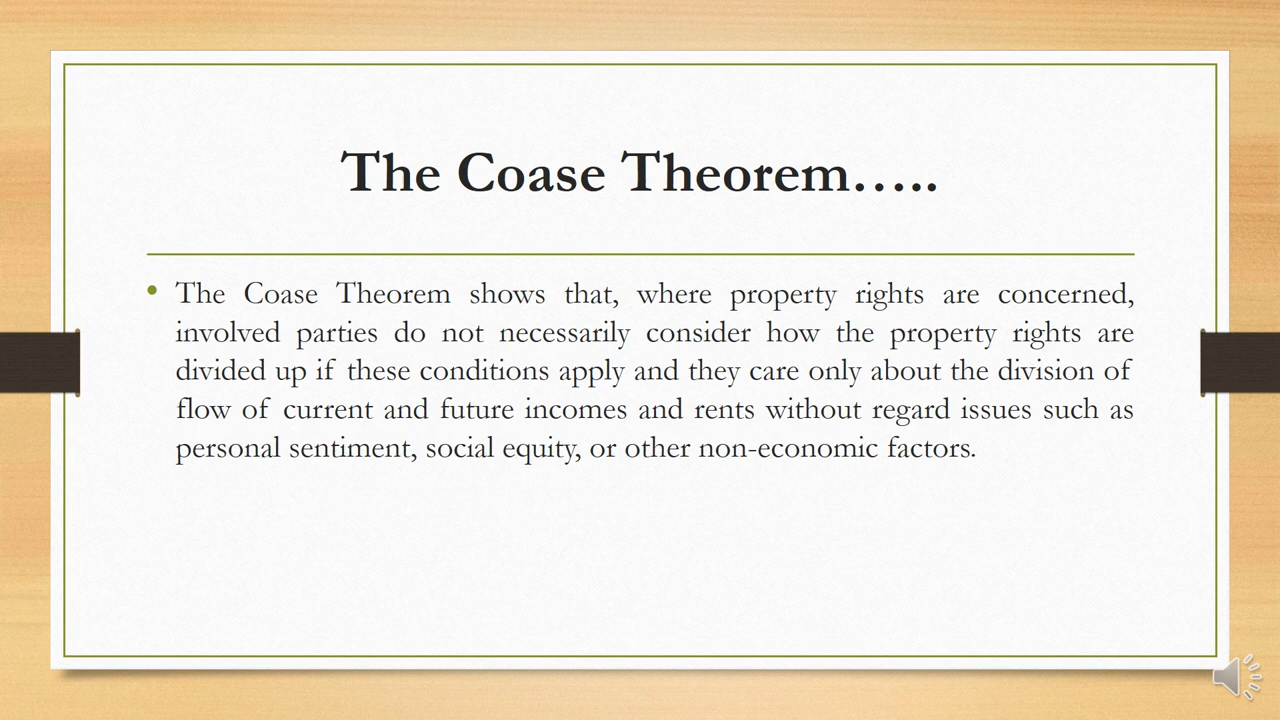 The Coase Theorem…..
• The Coase Theorem shows that, where property rights are concerned,
involved parties do not necessarily consider how the property rights are
divided up if these conditions apply and they care only about the division of
flow of current and future incomes and rents without regard issues such as
personal sentiment, social equity, or other non-economic factors.